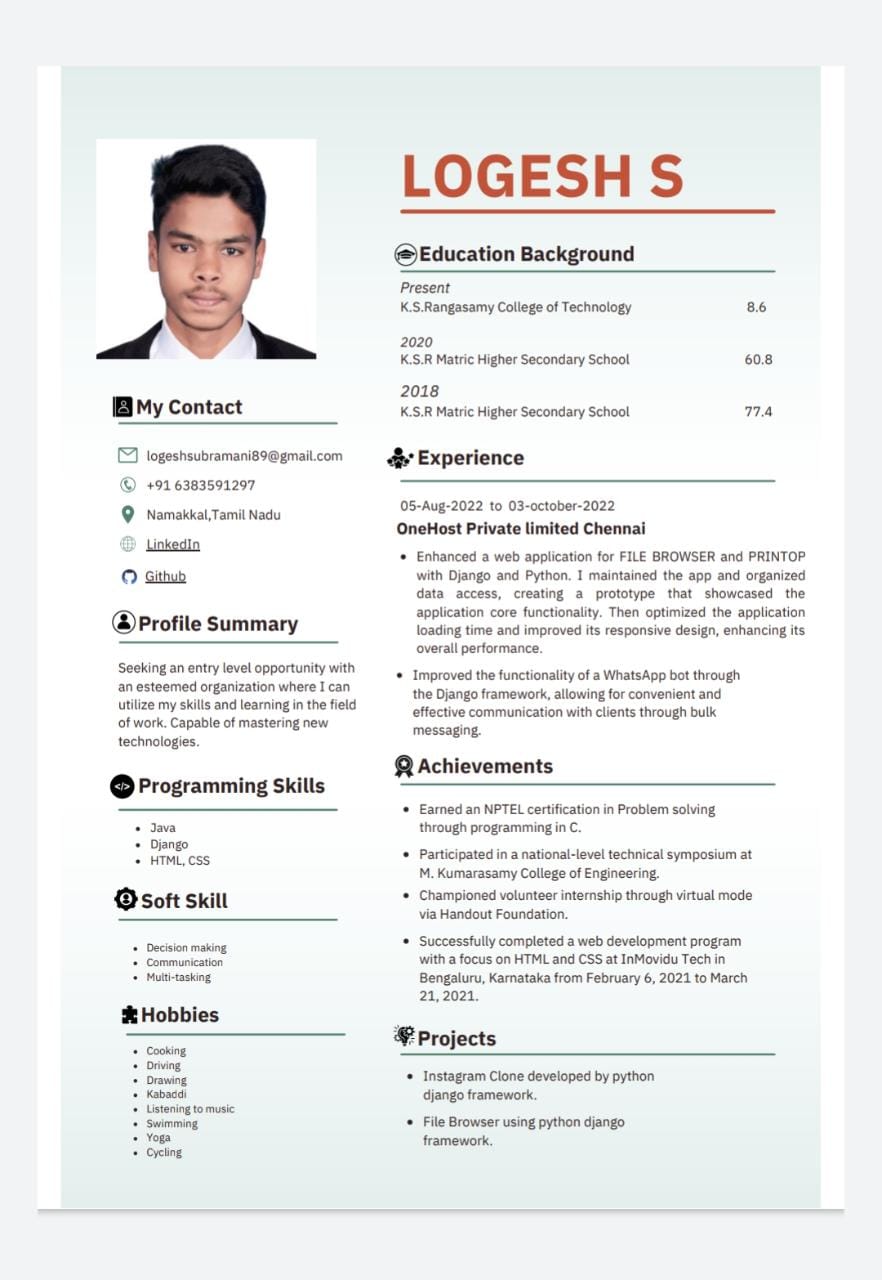 LOGESH S
My Contact
logeshsubramani89@gmail.com
+91 6383591297
Namakkal,Tamil Nadu
LinkedIn
Github
Profile Summary
Seeking an entry level opportunity with
an esteemed organization where I can
utilize my skills and learning in the field
of work. Capable of mastering new
technologies.
Programming Skills
• Java
• Django
• HTML, CSS
Soft Skill
• Decision making
• Communication
• Multi-tasking
Hobbies
• Cooking
• Driving
• Drawing
• Kabaddi
• Listening to music
• Swimming
• Yoga
• Cycling
Education Background
Present
K.S.Rangasamy College of Technology 8.6
2020
K.S.R Matric Higher Secondary School 60.8
2018
K.S.R Matric Higher Secondary School 77.4
Experience
05-Aug-2022 to 03-october-2022
OneHost Private limited Chennai
• Enhanced a web application for FILE BROWSER and PRINTOP
with Django and Python. I maintained the app and organized
data access, creating a prototype that showcased the
application core functionality. Then optimized the application
loading time and improved its responsive design, enhancing its
overall performance.
• Improved the functionality of a WhatsApp bot through
the Django framework, allowing for convenient and
effective communication with clients through bulk
messaging.
Achievements
• Earned an NPTEL certification in Problem solving
through programming in C.
• Participated in a national-level technical symposium at
M. Kumarasamy College of Engineering.
• Championed volunteer internship through virtual mode
via Handout Foundation.
• Successfully completed a web development program
with a focus on HTML and CSS at InMovidu Tech in
Bengaluru, Karnataka from February 6, 2021 to March
21, 2021.
Projects
• Instagram Clone developed by python
django framework.
• File Browser using python django
framework.